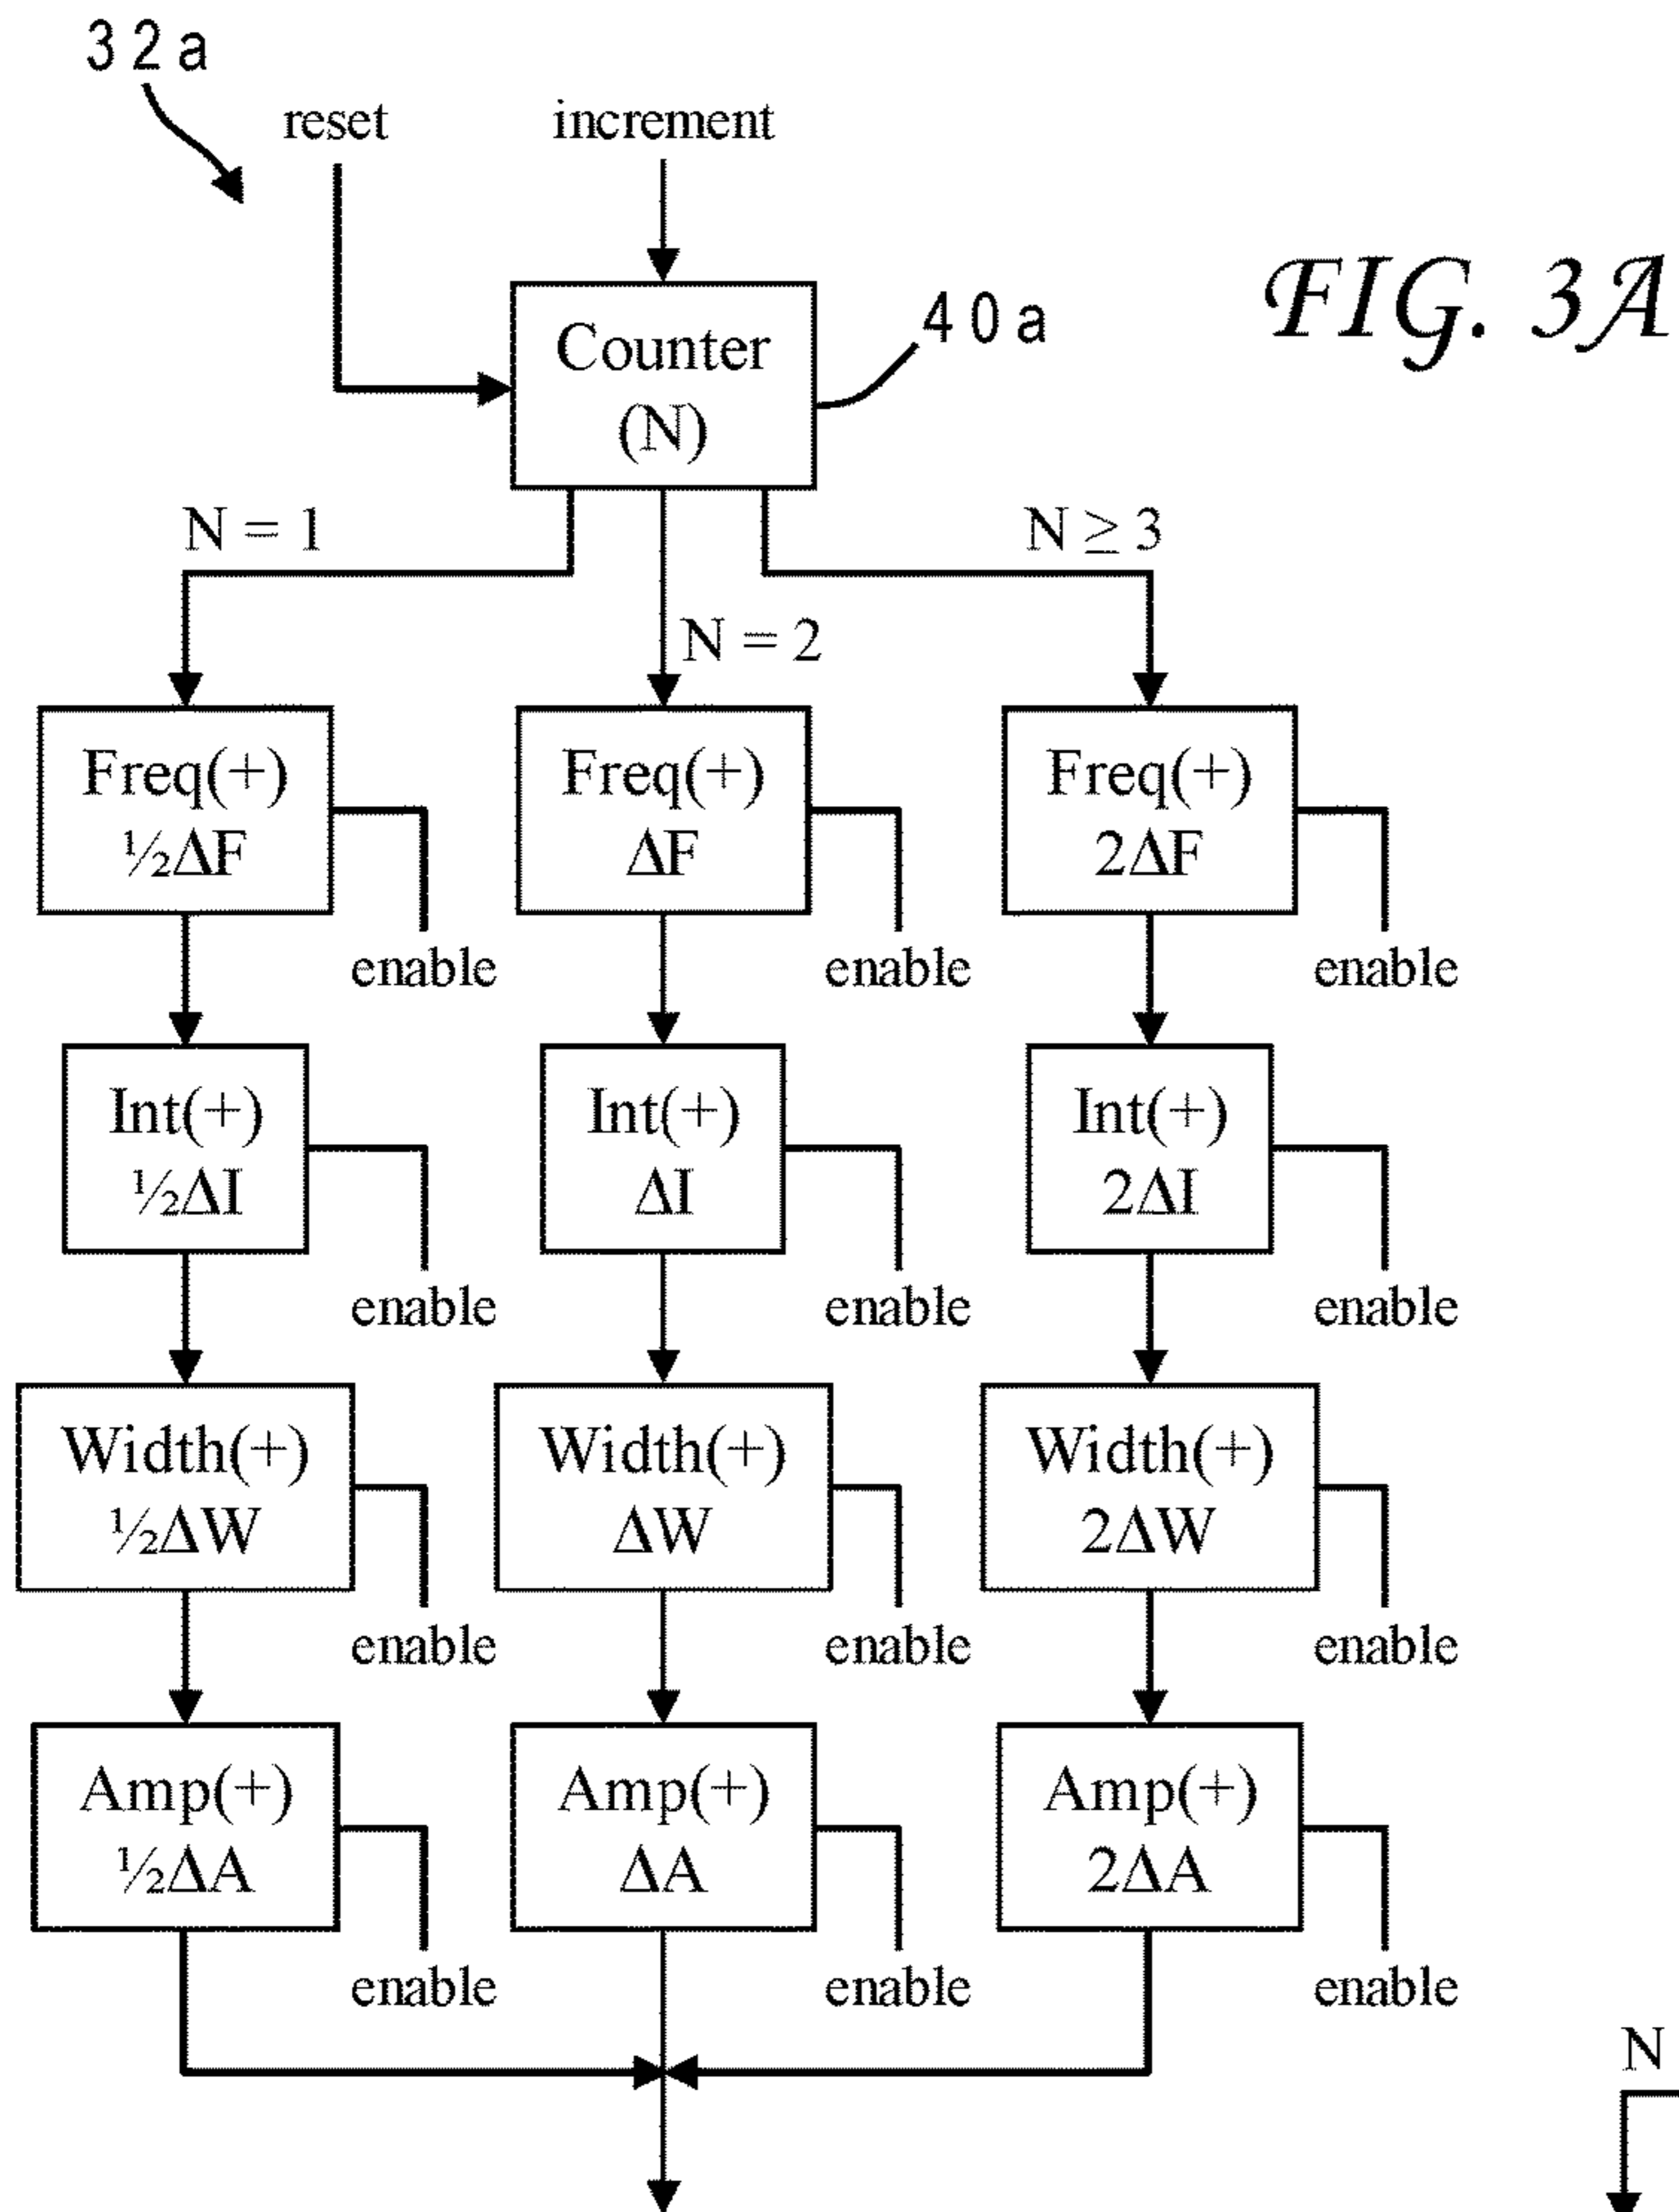 32a
reset
increment
FIG. 3A
Counter
(N)
40a
N = 1
N ≥ 3
N = 2
Freq(+)
½ΔF
Freq(+)
ΔF
Freq(+)
2ΔF
enable
enable
enable
Int(+)
½ΔI
Int(+)
ΔI
Int(+)
2ΔI
enable
enable
enable
Width(+)
½ΔW
Width(+)
ΔW
Width(+)
2ΔW
enable
enable
enable
Amp(+)
½ΔA
Amp(+)
ΔA
Amp(+)
2ΔA
enable
enable
enable
N